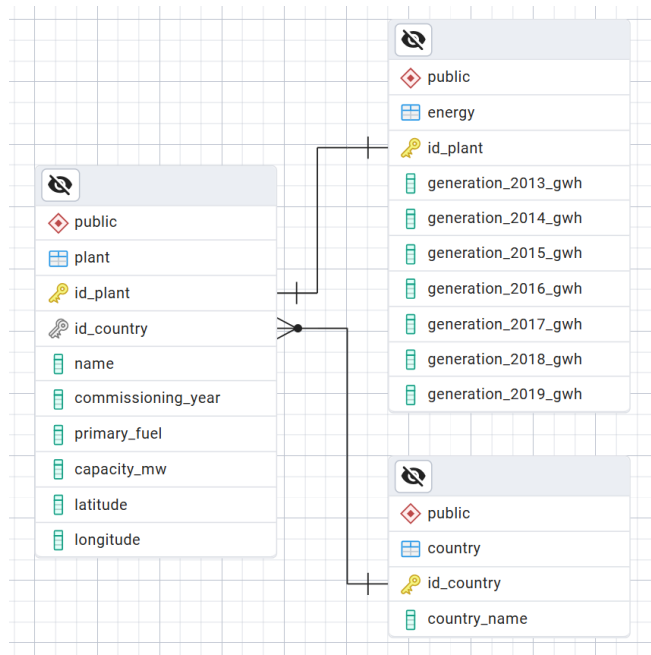 public
plant
id_plant
id_country
name
commissioning_year
primary_fuel
capacity_mw
latitude
longitude
public
energy
id_plant
generation_2013_gwh
generation_2014_gwh
generation_2015_gwh
generation_2016_gwh
generation_2017_gwh
generation_2018_gwh
generation_2019_gwh
public
country
id_country
country_name